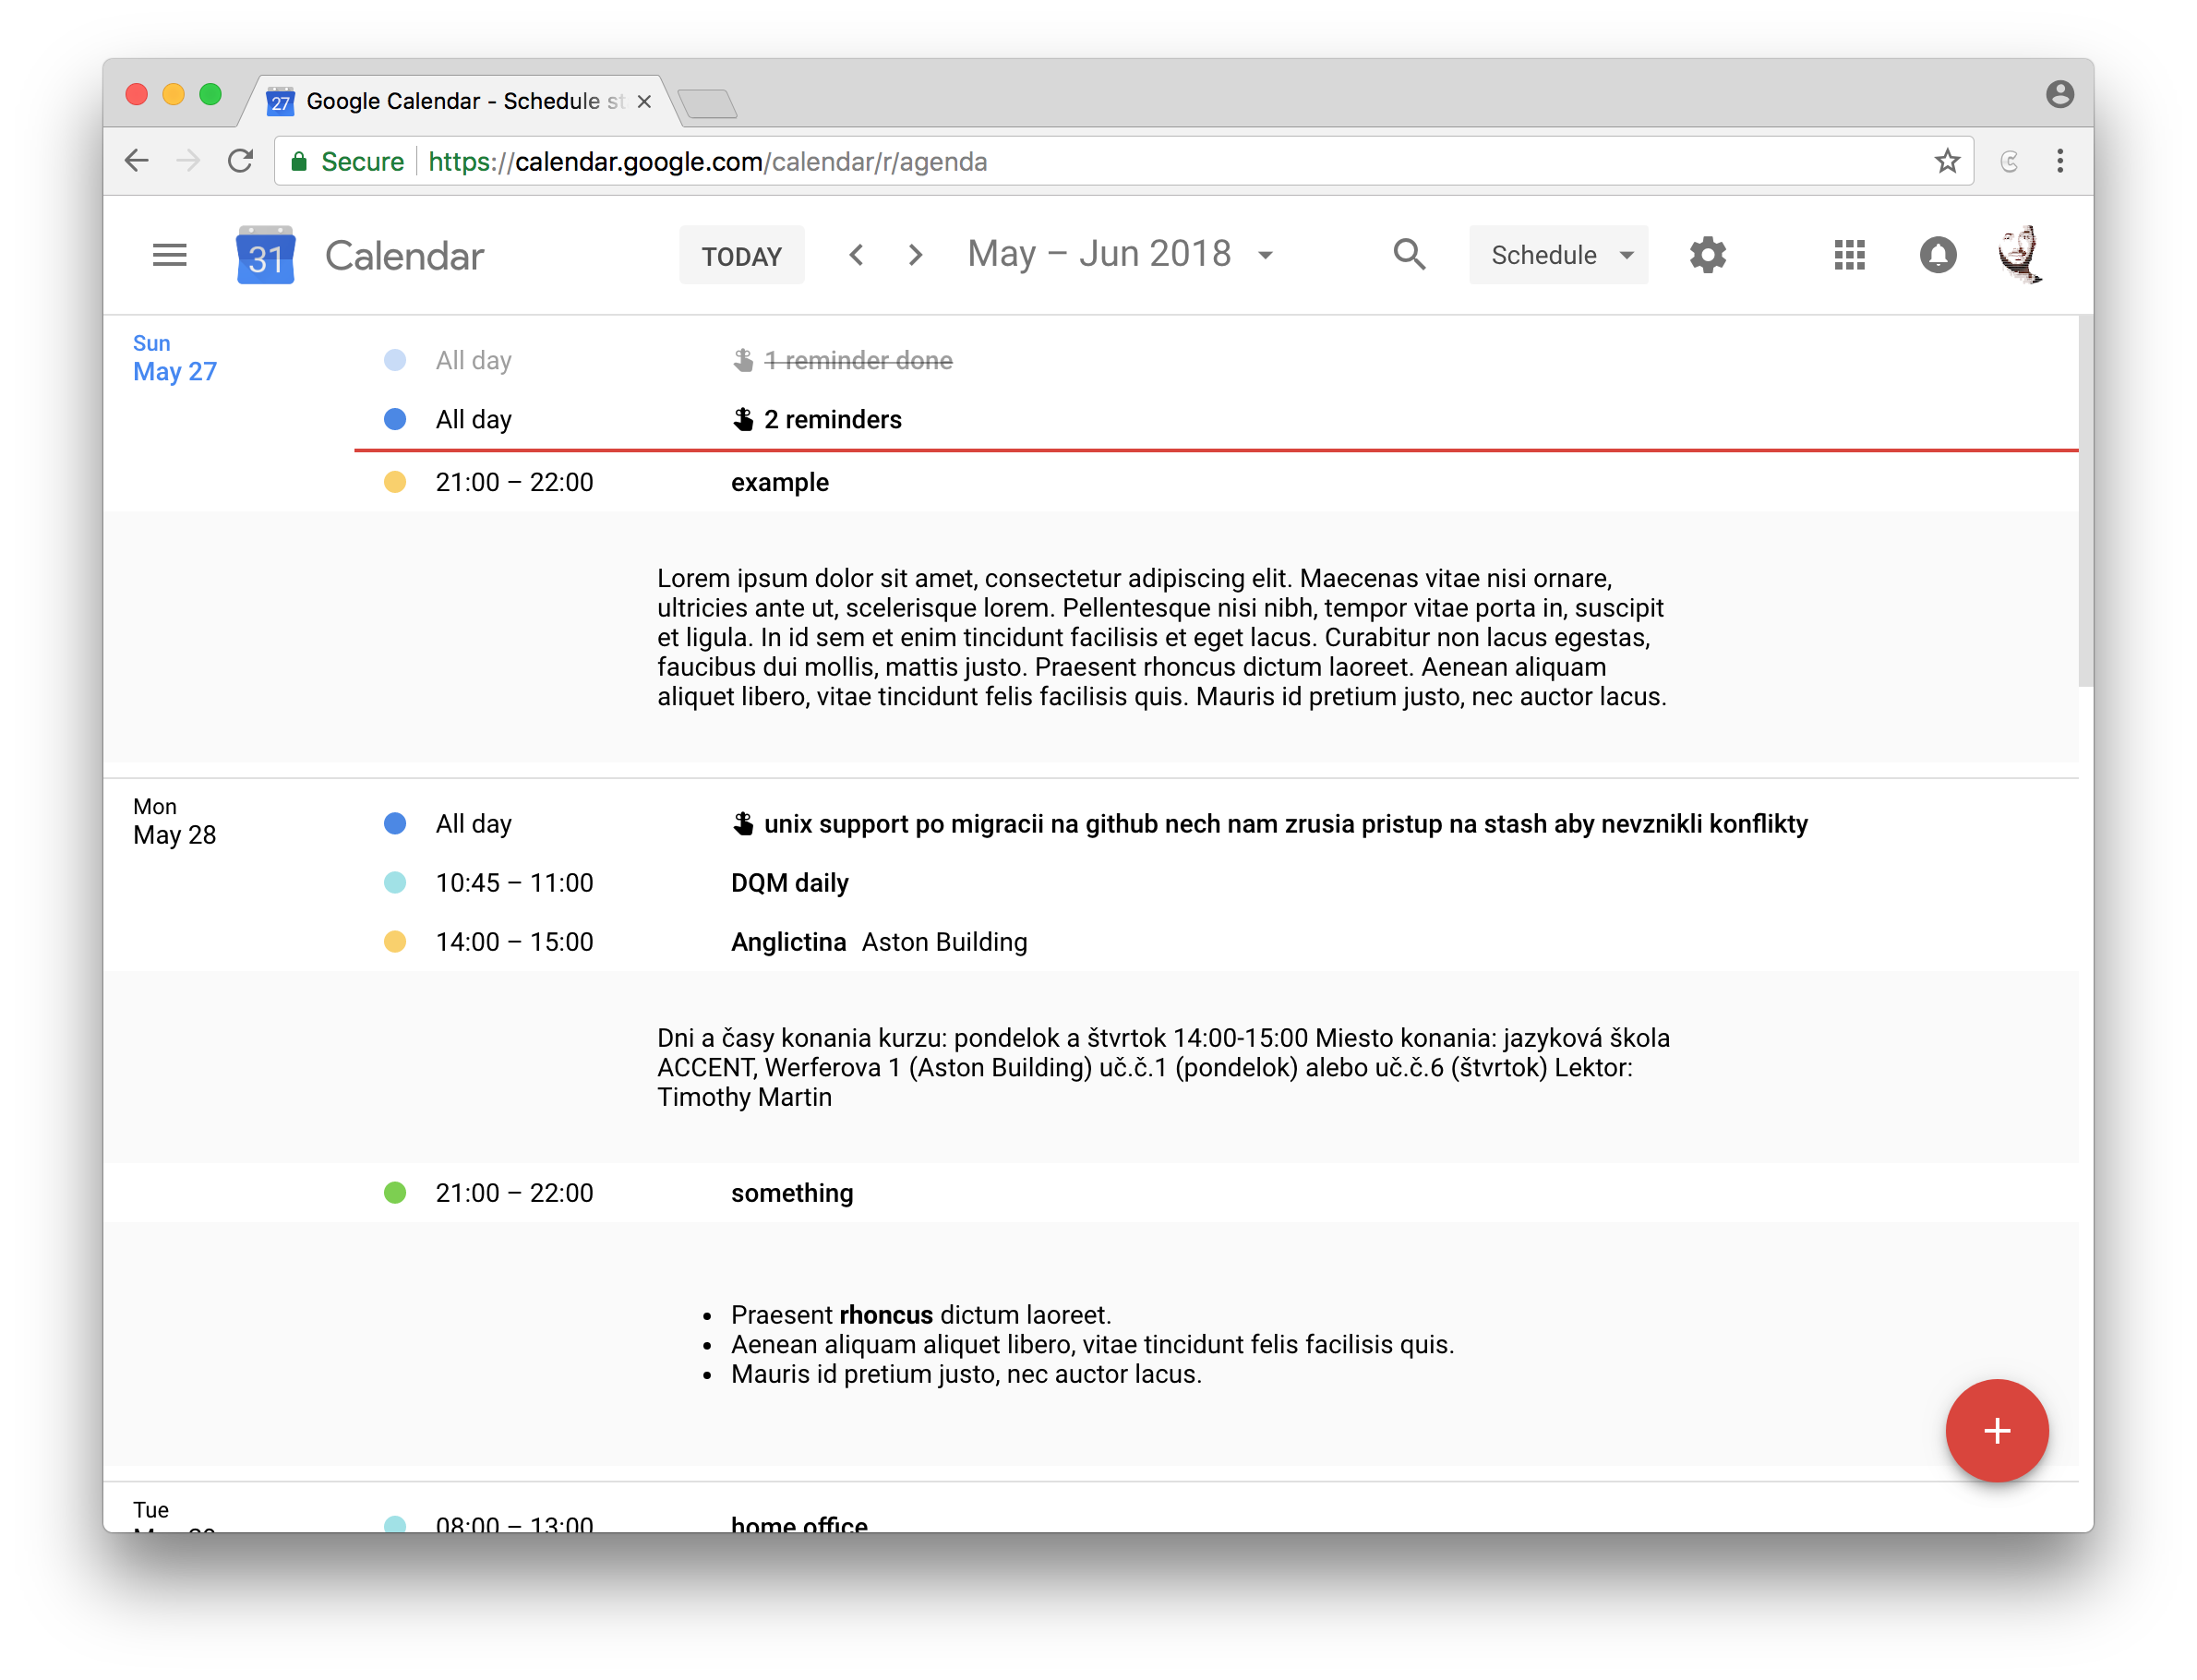 27 Google Calendar - Schedule st
Secure https://calendar.google.com/calendar/r/agenda
31 Calendar TODAY May – Jun 2018 Schedule
Sun
May 27
All day 1 reminder done
All day 2 reminders
21:00 – 22:00 example
Lorem ipsum dolor sit amet, consectetur adipiscing elit. Maecenas vitae nisi ornare,
ultricies ante ut, scelerisque lorem. Pellentesque nisi nibh, tempor vitae porta in, suscipit
et ligula. In id sem et enim tincidunt facilisis et eget lacus. Curabitur non lacus egestas,
faucibus dui mollis, mattis justo. Praesent rhoncus dictum laoreet. Aenean aliquam
aliquet libero, vitae tincidunt felis facilisis quis. Mauris id pretium justo, nec auctor lacus.
Mon
May 28
All day unix support po migracii na github nech nam zrusia pristup na stash aby nevznikli konflikty
10:45 – 11:00 DQM daily
14:00 – 15:00 Anglictina Aston Building
Dni a časy konania kurzu: pondelok a štvrtok 14:00-15:00 Miesto konania: jazyková škola
ACCENT, Werferova 1 (Aston Building) uč.č.1 (pondelok) alebo uč.č.6 (štvrtok) Lektor:
Timothy Martin
21:00 – 22:00 something
• Praesent rhoncus dictum laoreet.
• Aenean aliquam aliquet libero, vitae tincidunt felis facilisis quis.
• Mauris id pretium justo, nec auctor lacus.
Tue
08:00 – 13:00 home office